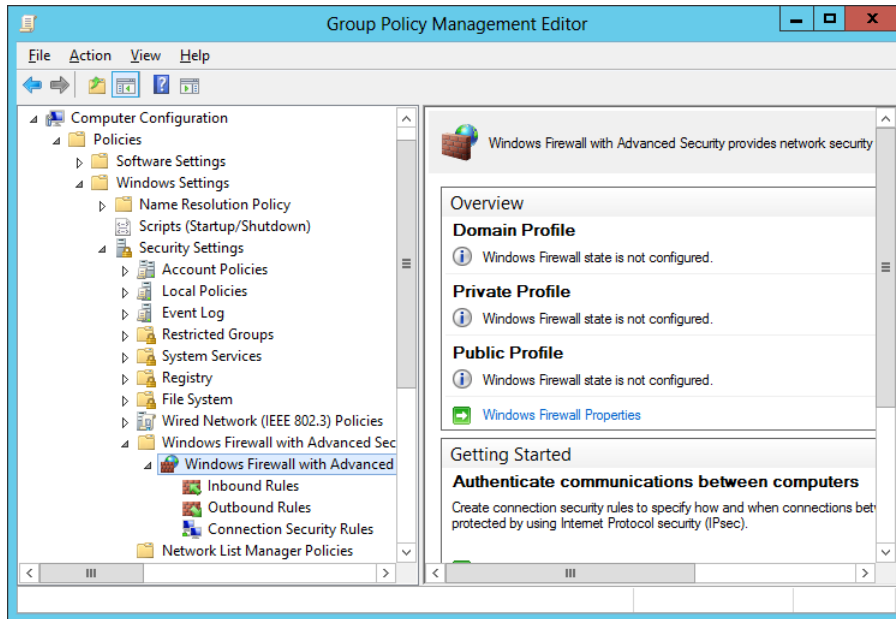 Group Policy Management Editor
File Action View Help
Computer Configuration
Policies
Software Settings
Windows Settings
Name Resolution Policy
Scripts (Startup/Shutdown)
Security Settings
Account Policies
Local Policies
Event Log
Restricted Groups
System Services
Registry
File System
Wired Network (IEEE 802.3) Policies
Windows Firewall with Advanced Sec
Windows Firewall with Advanced
Inbound Rules
Outbound Rules
Connection Security Rules
Network List Manager Policies
Windows Firewall with Advanced Security provides network security
Overview
Domain Profile
Windows Firewall state is not configured.
Private Profile
Windows Firewall state is not configured.
Public Profile
Windows Firewall state is not configured.
Windows Firewall Properties
Getting Started
Authenticate communications between computers
Create connection security rules to specify how and when connections bet
protected by using Internet Protocol security (IPsec).